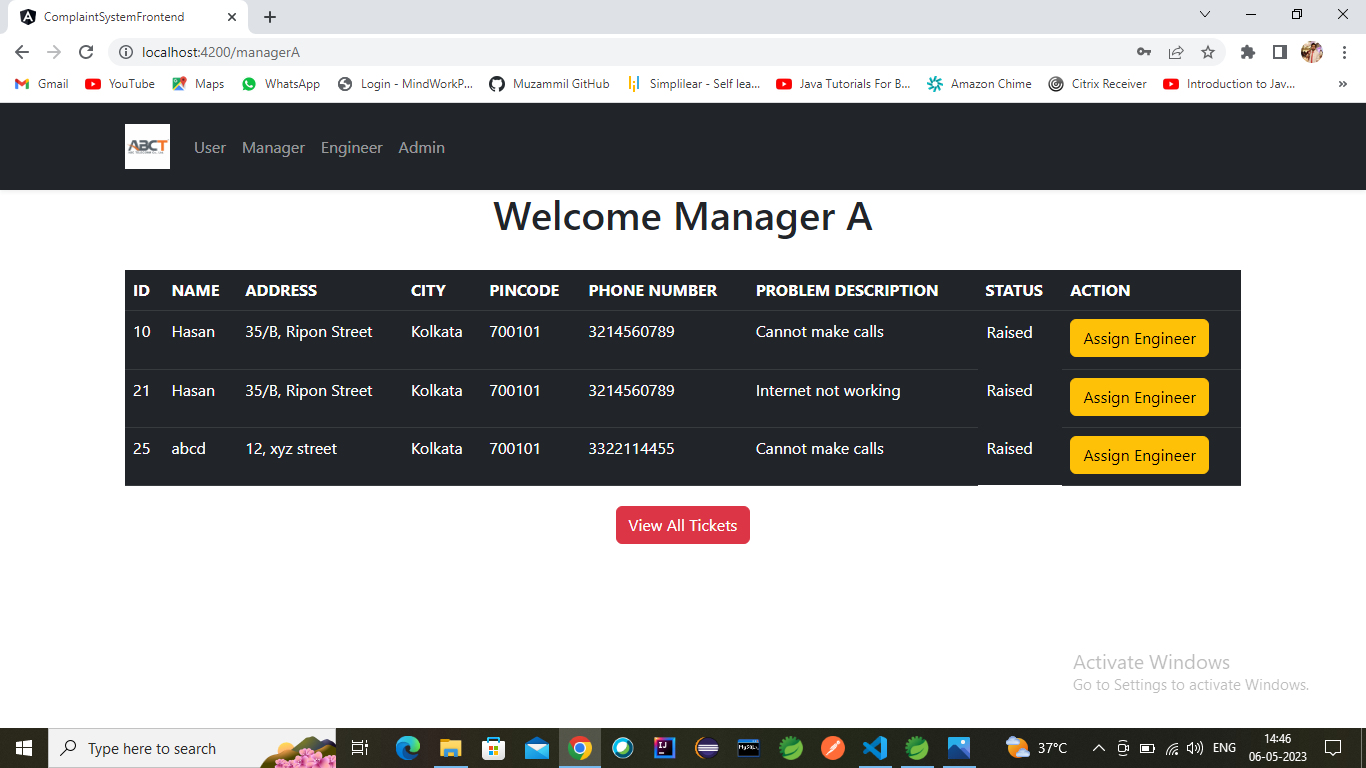 ComplaintSystemFrontend
localhost:4200/managerA
Gmail YouTube Maps WhatsApp Login - MindWorkP... Muzammil GitHub Simplilear - Self lea... Java Tutorials For B... Amazon Chime Citrix Receiver Introduction to Jav... »
ABCT User Manager Engineer Admin
Welcome Manager A
ID NAME ADDRESS CITY PINCODE PHONE NUMBER PROBLEM DESCRIPTION STATUS ACTION
10 Hasan 35/B, Ripon Street Kolkata 700101 3214560789 Cannot make calls Raised Assign Engineer
21 Hasan 35/B, Ripon Street Kolkata 700101 3214560789 Internet not working Raised Assign Engineer
25 abcd 12, xyz street Kolkata 700101 3322114455 Cannot make calls Raised Assign Engineer
View All Tickets
Activate Windows
Go to Settings to activate Windows.
Type here to search 37°C ENG 14:46
06-05-2023